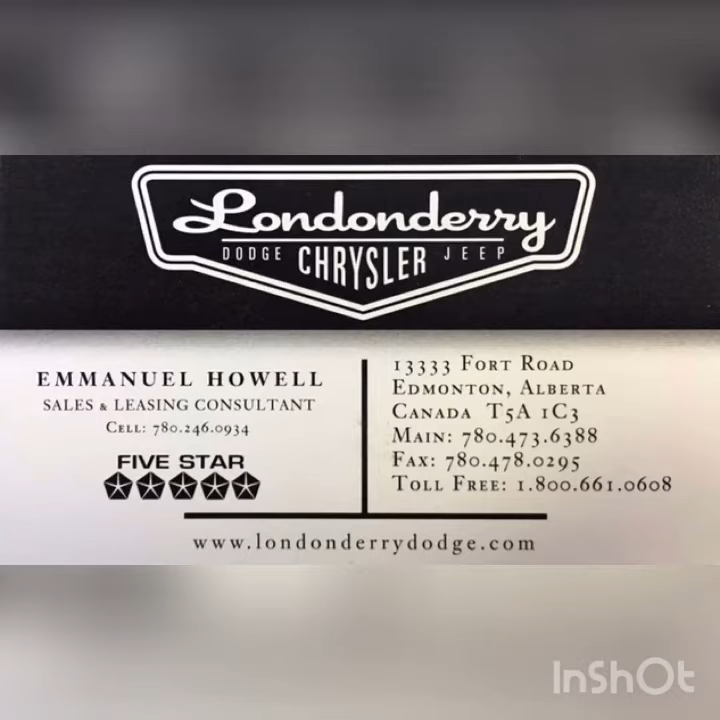 Londonderry
DODGE CHRYSLER JEEP
EMMANUEL HOWELL
SALES & LEASING CONSULTANT
CELL: 780.246.0934
FIVE STAR
13333 FORT ROAD
EDMONTON, ALBERTA
CANADA T5A 1C3
MAIN: 780.473.6388
FAX: 780.478.0295
TOLL FREE: 1.800.661.0608
www.londonderrydodge.com
InShOt